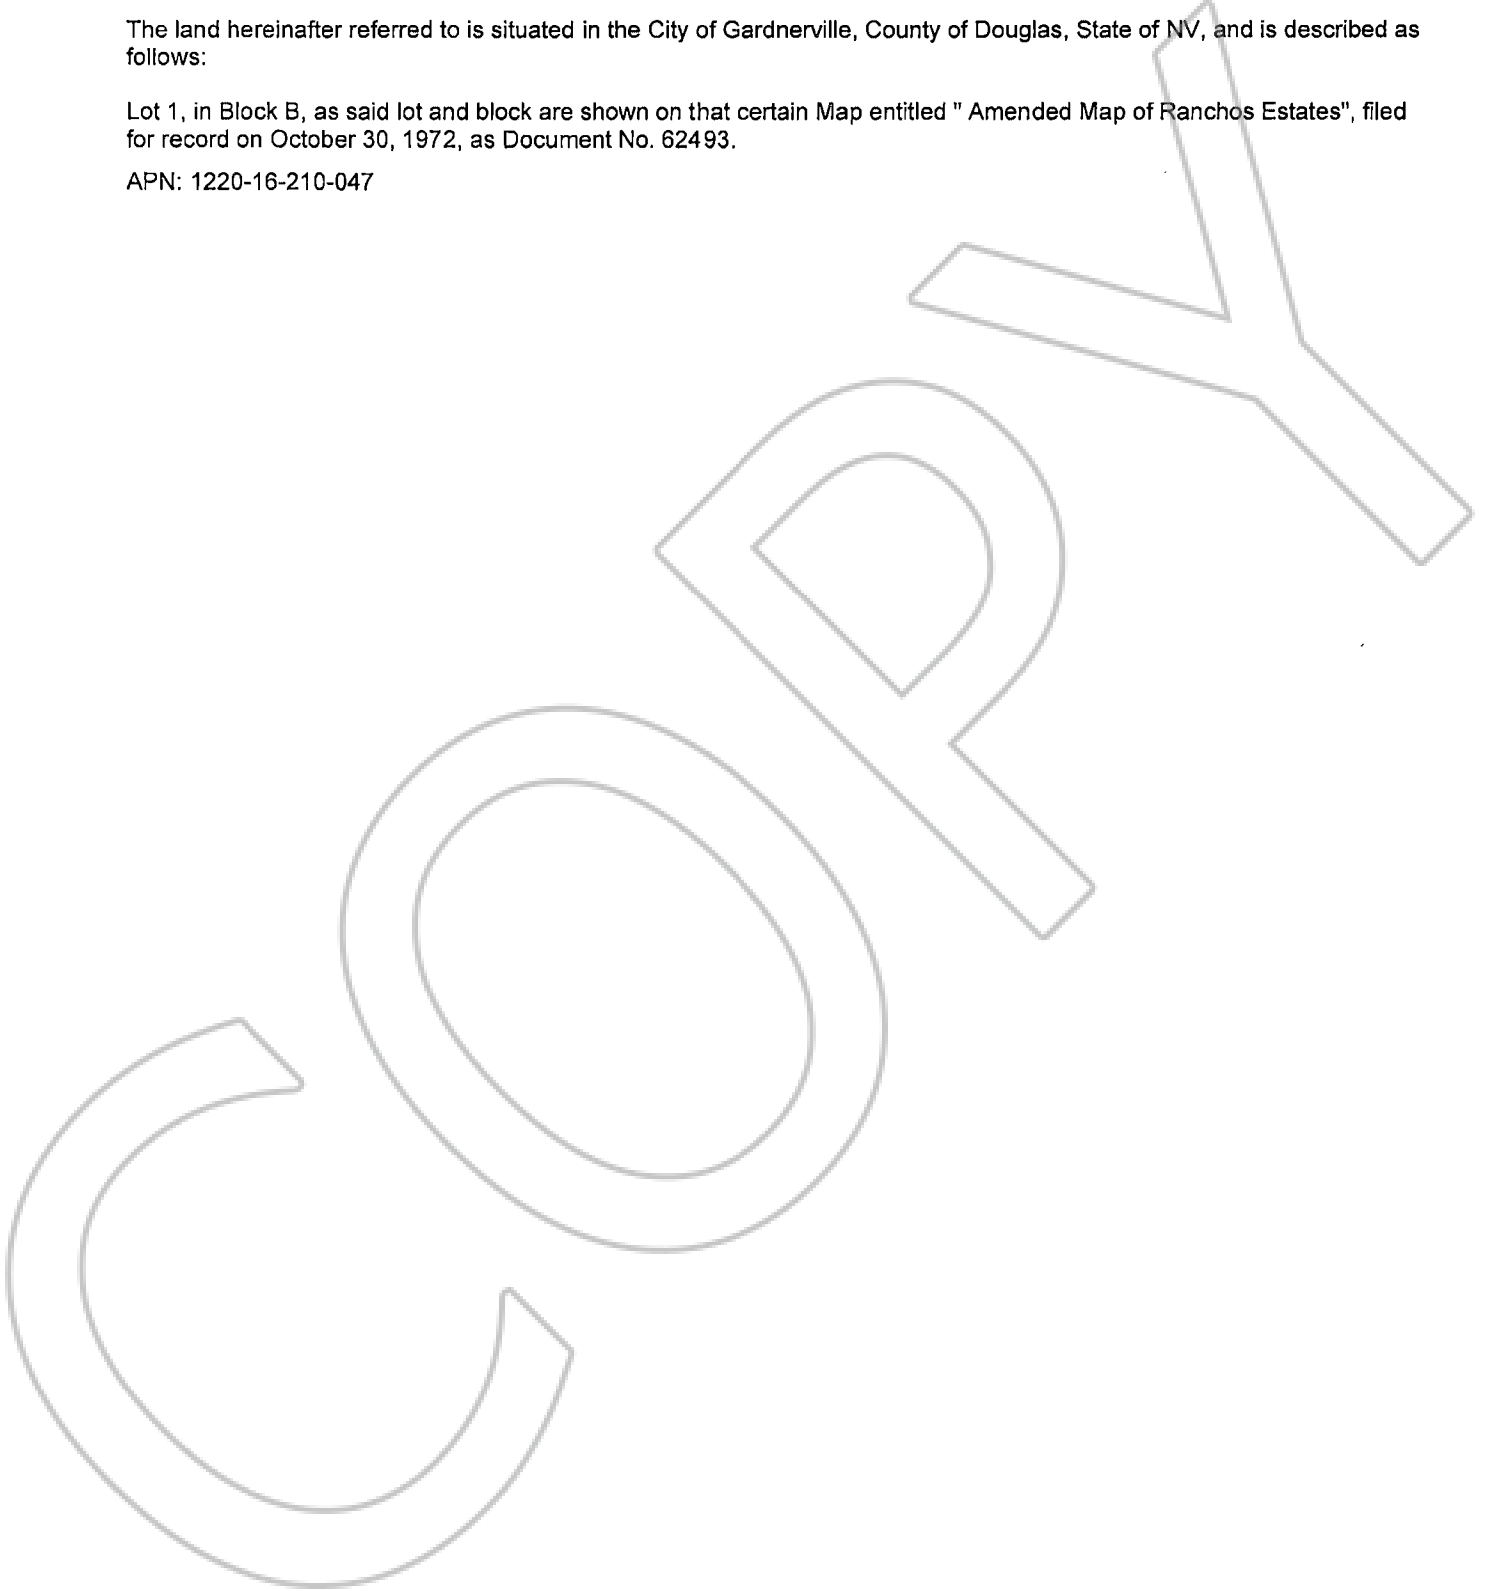 The land hereinafter referred to is situated in the City of Gardnerville, County of Douglas, State of NV, and is described as
follows:
Lot 1, in Block B, as said lot and block are shown on that certain Map entitled " Amended Map of Ranchos Estates", filed
for record on October 30, 1972, as Document No. 62493.
APN: 1220-16-210-047
COPY